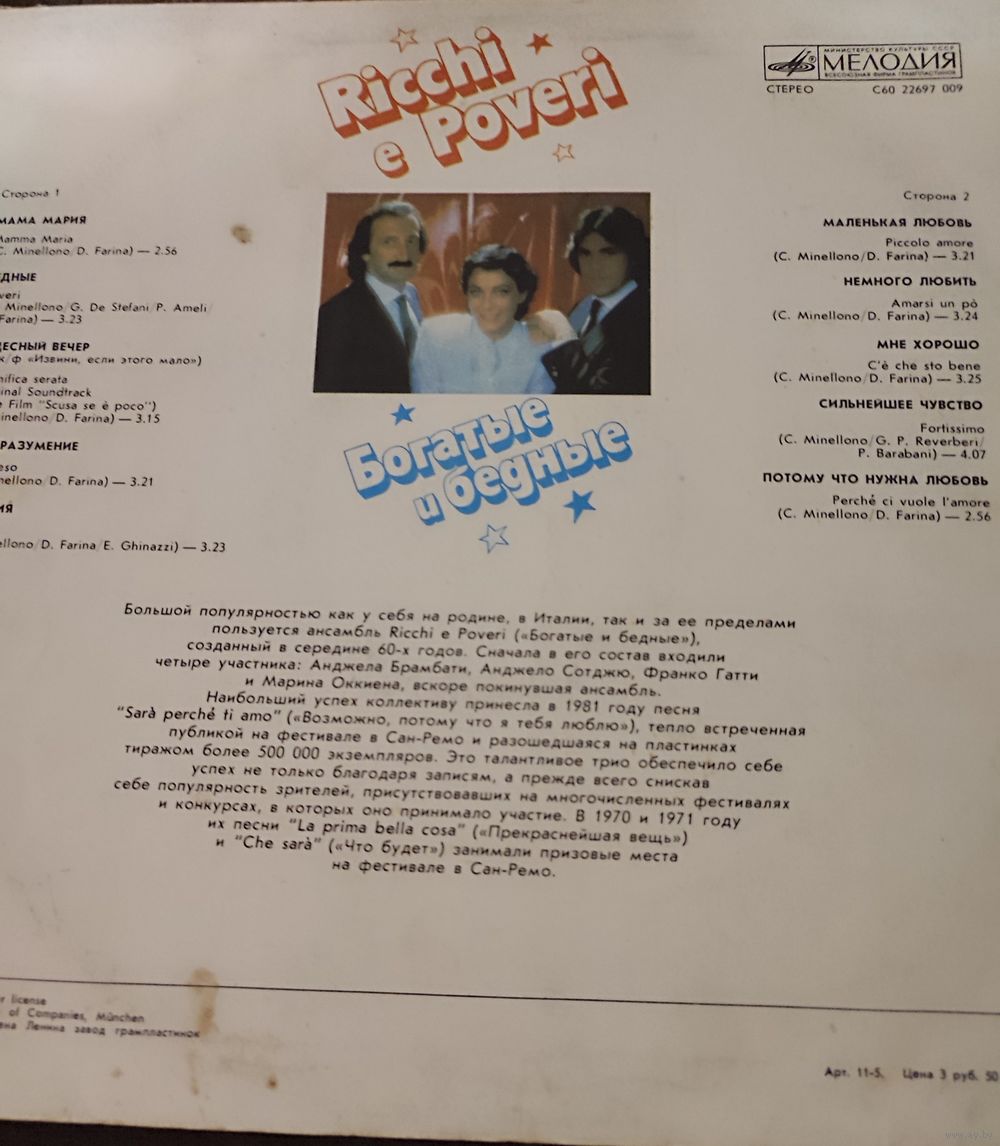 Ricchi
e Poveri
МИНИСТЕРСТВО КУЛЬТУРЫ СССР
МЕЛОДИЯ
ВСЕСОЮЗНАЯ ФИРМА ГРАМПЛАСТИНОК
СТЕРЕО C60 22697 009
Сторона 1
МАМА МАРИЯ
Mamma Maria
C. Minellono/D. Farina) — 2.56
ДНЫЕ
veri
Minellono/G. De Stefani/P. Ameli/
Farina) — 3.23
ДЕСНЫЙ ВЕЧЕР
к/ф «Извини, если этого мало»)
nifica serata
inal Soundtrack
e Film "Scusa se è poco")
inellono/D. Farina) — 3.15
РАЗУМЕНИЕ
eso
nellono/D. Farina) — 3.21
ИЯ
ellono/D. Farina/E. Ghinazzi) — 3.23
Сторона 2
МАЛЕНЬКАЯ ЛЮБОВЬ
Piccolo amore
(C. Minellono/D. Farina) — 3.21
НЕМНОГО ЛЮБИТЬ
Amarsi un pò
(C. Minellono/D. Farina) — 3.24
МНЕ ХОРОШО
C'è che sto bene
(C. Minellono/D. Farina) — 3.25
СИЛЬНЕЙШЕЕ ЧУВСТВО
Fortissimo
(C. Minellono/G. P. Reverberi/
P. Barabani) — 4.07
ПОТОМУ ЧТО НУЖНА ЛЮБОВЬ
Perché ci vuole l'amore
(C. Minellono/D. Farina) — 2.56
Богатые
и бедные
Большой популярностью как у себя на родине, в Италии, так и за ее пределами
пользуется ансамбль Ricchi e Poveri («Богатые и бедные»),
созданный в середине 60-х годов. Сначала в его состав входили
четыре участника: Анджела Брамбати, Анджело Сотджю, Франко Гатти
и Марина Оккиена, вскоре покинувшая ансамбль.
Наибольший успех коллективу принесла в 1981 году песня
"Sarà perché ti amo" («Возможно, потому что я тебя люблю»), тепло встреченная
публикой на фестивале в Сан-Ремо и разошедшаяся на пластинках
тиражом более 500 000 экземпляров. Это талантливое трио обеспечило себе
успех не только благодаря записям, а прежде всего снискав
себе популярность зрителей, присутствовавших на многочисленных фестивалях
и конкурсах, в которых оно принимало участие. В 1970 и 1971 году
их песни "La prima bella cosa" («Прекраснейшая вещь»)
и "Che sarà" («Что будет») занимали призовые места
на фестивале в Сан-Ремо.
r license
of Companies, München
ена Ленина завод грампластинок
Арт. 11-5. Цена 3 руб. 50
www.ay.by